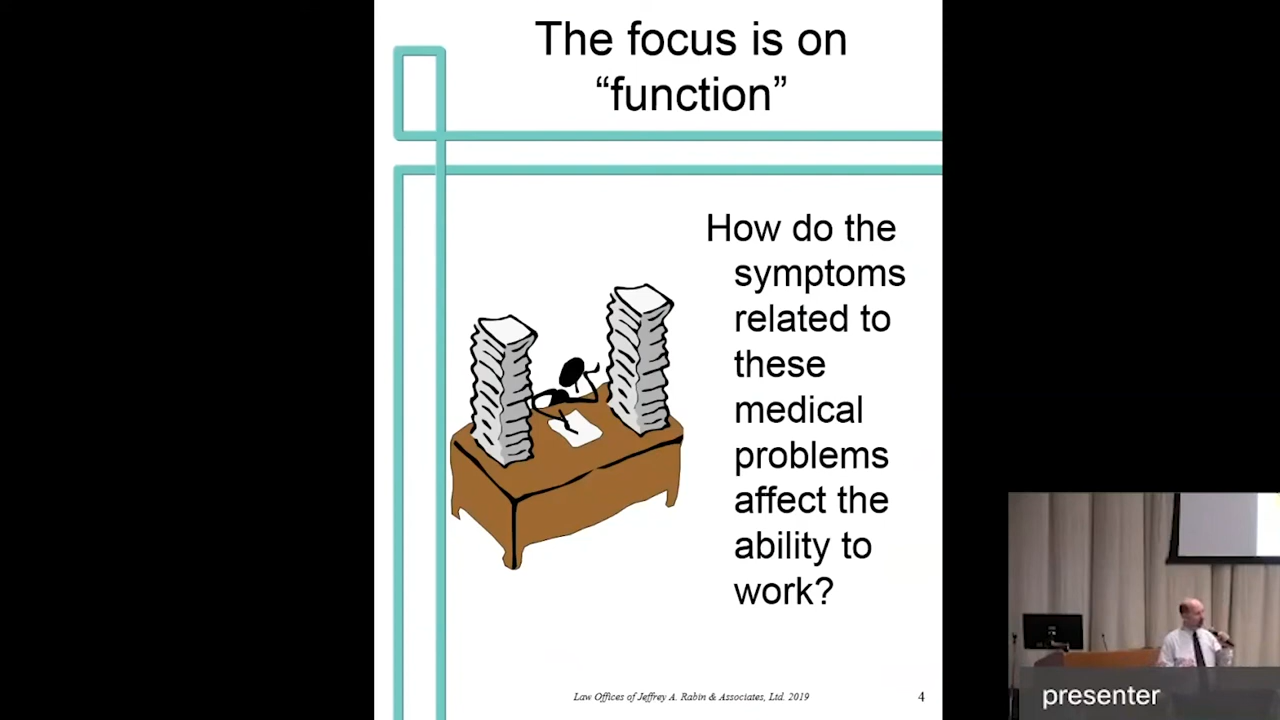 The focus is on
“function”
How do the
symptoms
related to
these
medical
problems
affect the
ability to
work?
Law Offices of Jeffrey A. Rabin & Associates, Ltd. 2019
4
presenter